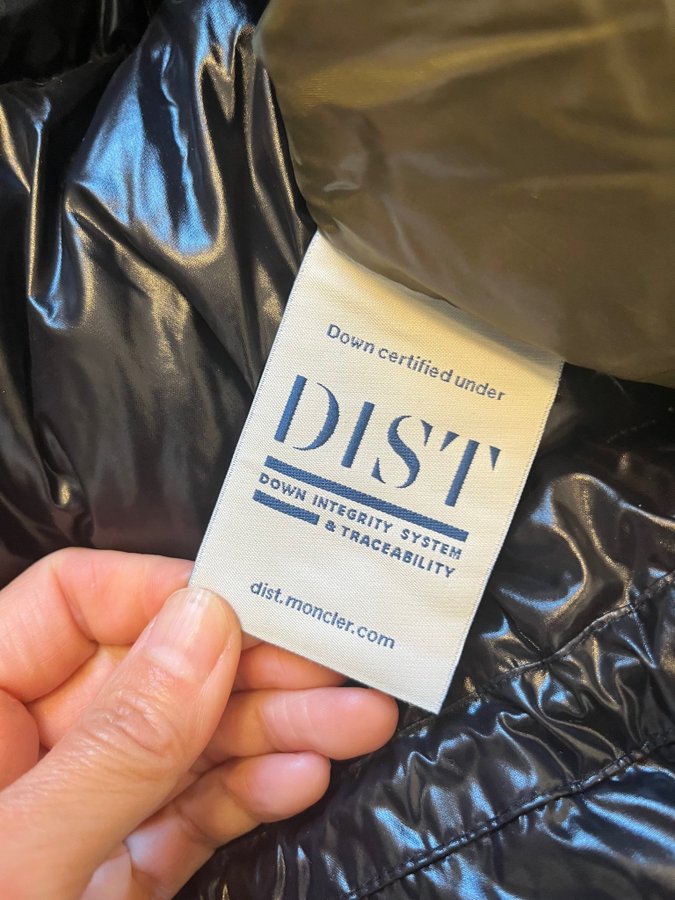 Down certified under
DIST
DOWN INTEGRITY SYSTEM
& TRACEABILITY
dist.moncler.com